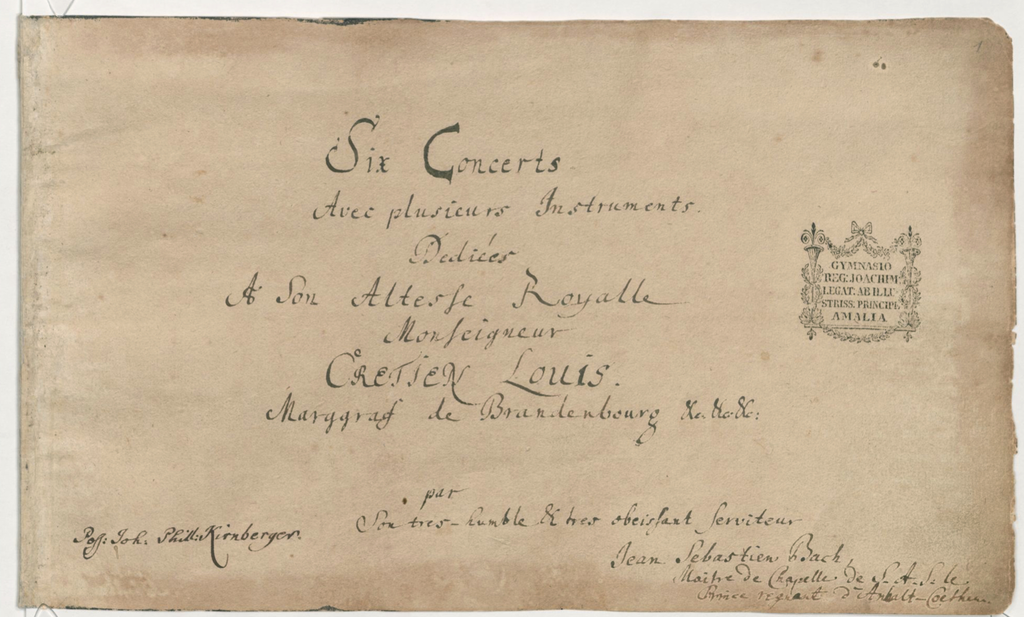 1
Six Concerts
Avec plusieurs Instruments.
Dediées
A Son Altesse Royalle
Monseigneur
CRETIEN LOUIS.
Marggraf de Brandenbourg &c. &c. &c:
par
Son tres-humble & tres obeissant serviteur
Jean Sebastien Bach,
Maitre de Chapelle de S. A. S. le
Prince regnant d'Anhalt-Coethen.
Poss: Joh: Phill: Kirnberger.
GYMNASIO
REG: JOACHIM:
LEGAT. AB ILLU
STRISS. PRINCIPE
AMALIA